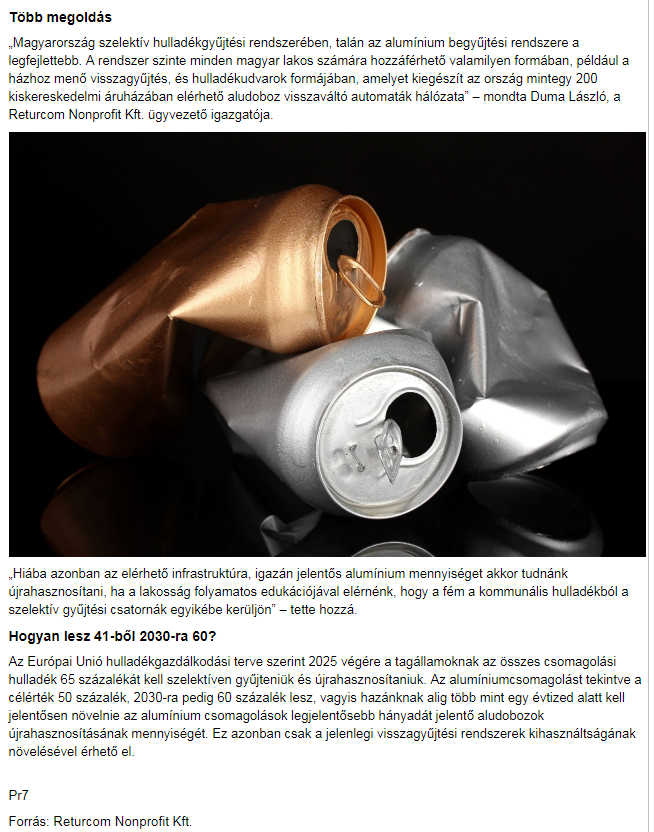 Több megoldás
„Magyarország szelektív hulladékgyűjtési rendszerében, talán az alumínium begyűjtési rendszere a
legfejlettebb. A rendszer szinte minden magyar lakos számára hozzáférhető valamilyen formában, például a
házhoz menő visszagyűjtés, és hulladékudvarok formájában, amelyet kiegészít az ország mintegy 200
kiskereskedelmi áruházában elérhető aludoboz visszaváltó automaták hálózata” – mondta Duma László, a
Returcom Nonprofit Kft. ügyvezető igazgatója.
„Hiába azonban az elérhető infrastruktúra, igazán jelentős alumínium mennyiséget akkor tudnánk
újrahasznosítani, ha a lakosság folyamatos edukációjával elérnénk, hogy a fém a kommunális hulladékból a
szelektív gyűjtési csatornák egyikébe kerüljön” – tette hozzá.
Hogyan lesz 41-ből 2030-ra 60?
Az Európai Unió hulladékgazdálkodási terve szerint 2025 végére a tagállamoknak az összes csomagolási
hulladék 65 százalékát kell szelektíven gyűjteniük és újrahasznosítaniuk. Az alumíniumcsomagolást tekintve a
célérték 50 százalék, 2030-ra pedig 60 százalék lesz, vagyis hazánknak alig több mint egy évtized alatt kell
jelentősen növelnie az alumínium csomagolások legjelentősebb hányadát jelentő aludobozok
újrahasznosításának mennyiségét. Ez azonban csak a jelenlegi visszagyűjtési rendszerek kihasználtságának
növelésével érhető el.
Pr7
Forrás: Returcom Nonprofit Kft.